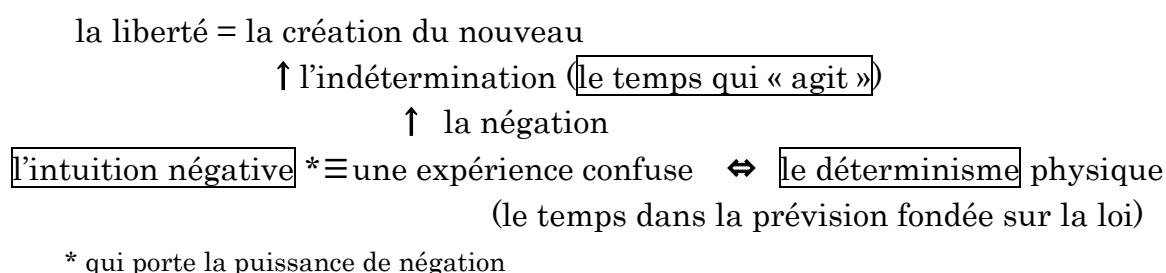 la liberté = la création du nouveau
↑ l’indétermination (le temps qui « agit »)
↑ la négation
l’intuition négative *≡une expérience confuse ⇔ le déterminisme physique
(le temps dans la prévision fondée sur la loi)
* qui porte la puissance de négation